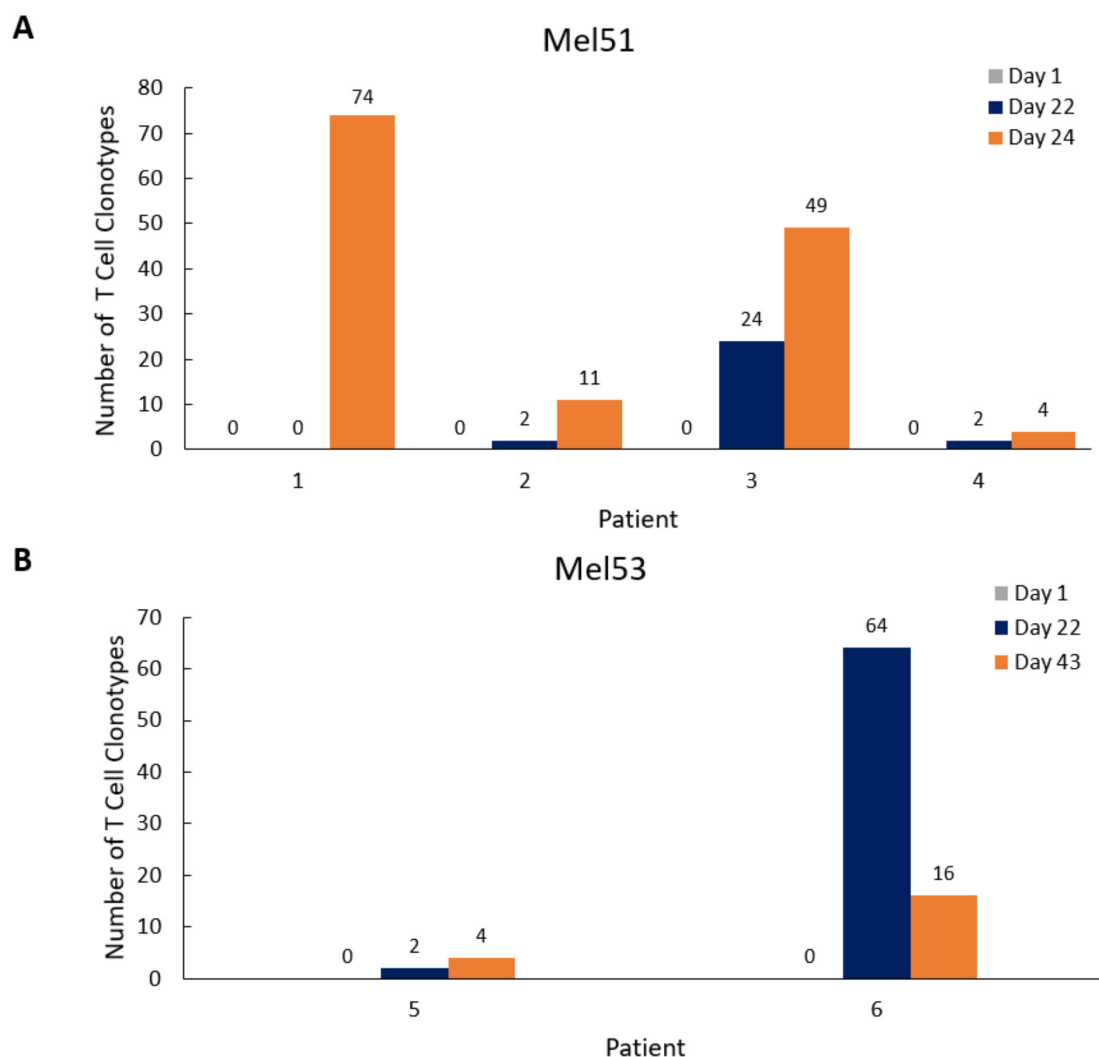 A
Mel51
Day 1
Day 22
Day 24
Number of T Cell Clonotypes
80
70
60
50
40
30
20
10
0
0 0 74
0 2 11
0 24 49
0 2 4
1 2 3 4
Patient
B
Mel53
Day 1
Day 22
Day 43
Number of T Cell Clonotypes
70
60
50
40
30
20
10
0
0 2 4
0 64 16
5 6
Patient